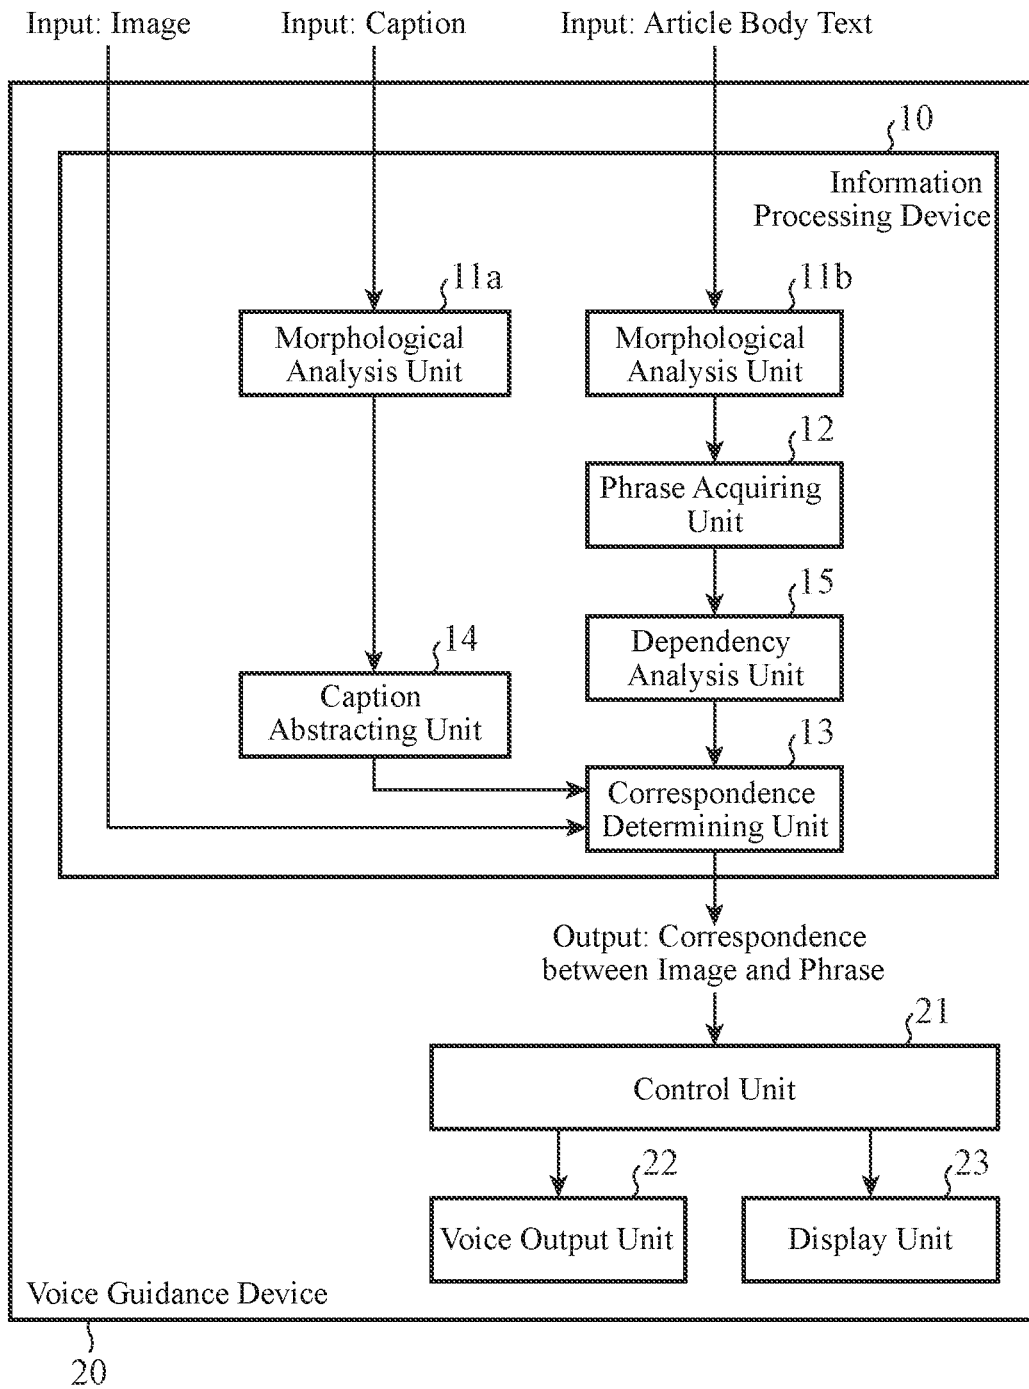 Input: Image
Input: Caption
Input: Article Body Text
10
Information
Processing Device
11a
Morphological
Analysis Unit
11b
Morphological
Analysis Unit
12
Phrase Acquiring
Unit
15
Dependency
Analysis Unit
14
Caption
Abstracting Unit
13
Correspondence
Determining Unit
Output: Correspondence
between Image and Phrase
21
Control Unit
22
Voice Output Unit
23
Display Unit
Voice Guidance Device
20